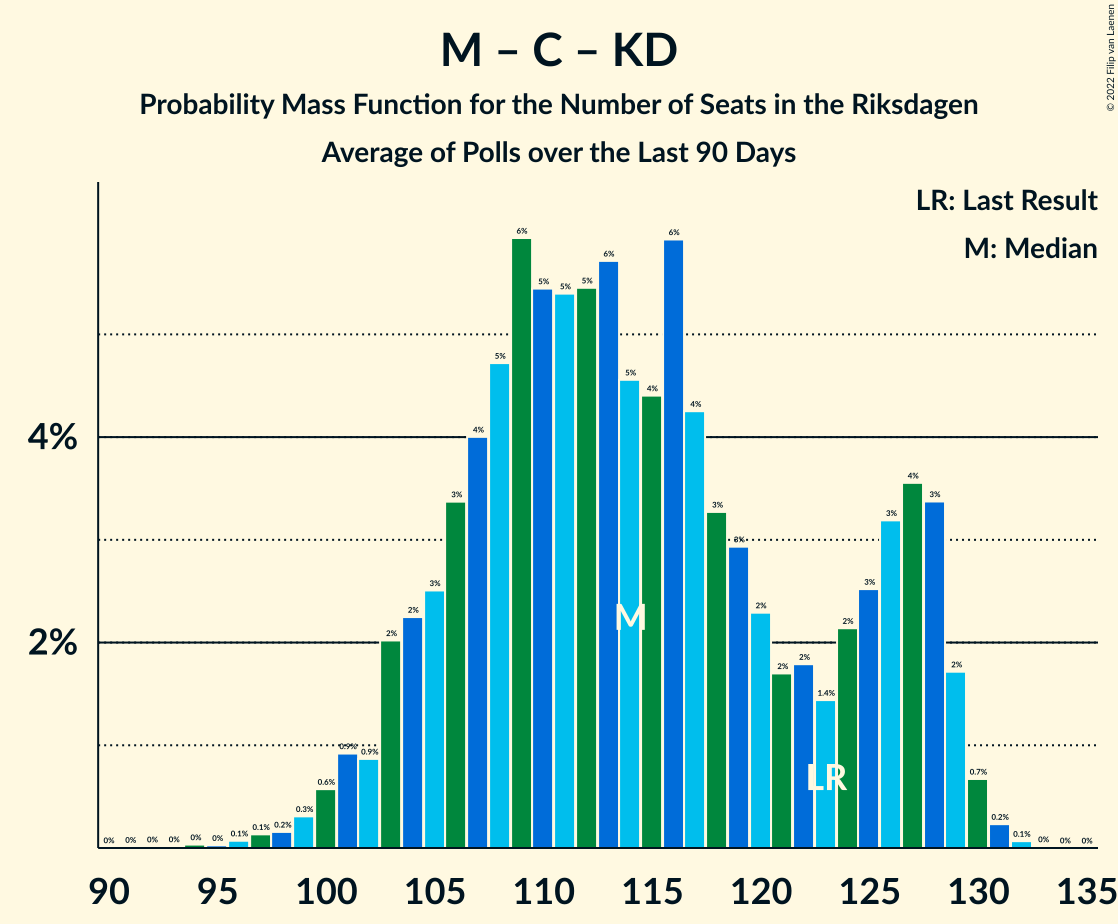 M – C – KD
Probability Mass Function for the Number of Seats in the Riksdagen
Average of Polls over the Last 90 Days
© 2022 Filip van Laenen
LR: Last Result
M: Median
4%
2%
0% 0% 0% 0% 0% 0% 0.1% 0.1% 0.2% 0.3% 0.6% 0.9% 0.9% 2% 2% 3% 3% 4% 5% 6% 5% 5% 5% 6% 5% 4% 6% 4% 3% 3% 2% 2% 2% 1.4% 2% 3% 3% 4% 3% 2% 0.7% 0.2% 0.1% 0% 0% 0%
M
LR
90 95 100 105 110 115 120 125 130 135